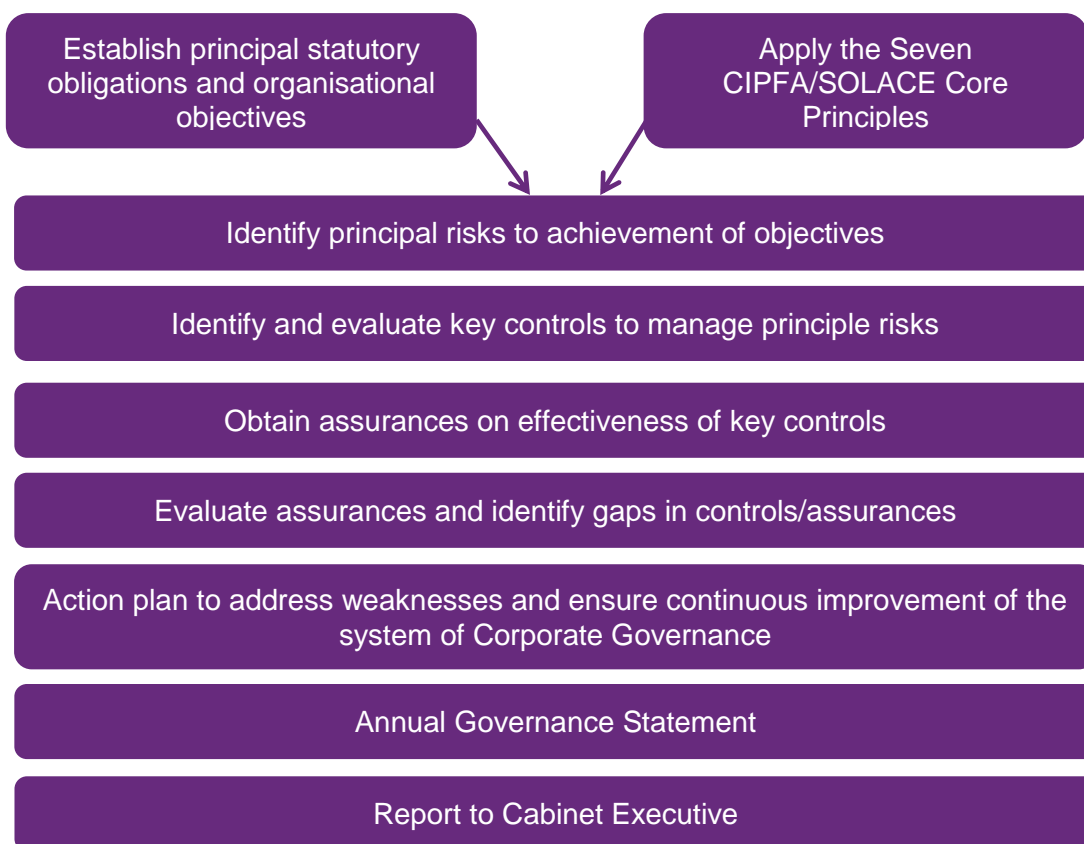 Establish principal statutory
obligations and organisational
objectives
Apply the Seven
CIPFA/SOLACE Core
Principles
Identify principal risks to achievement of objectives
Identify and evaluate key controls to manage principle risks
Obtain assurances on effectiveness of key controls
Evaluate assurances and identify gaps in controls/assurances
Action plan to address weaknesses and ensure continuous improvement of the
system of Corporate Governance
Annual Governance Statement
Report to Cabinet Executive